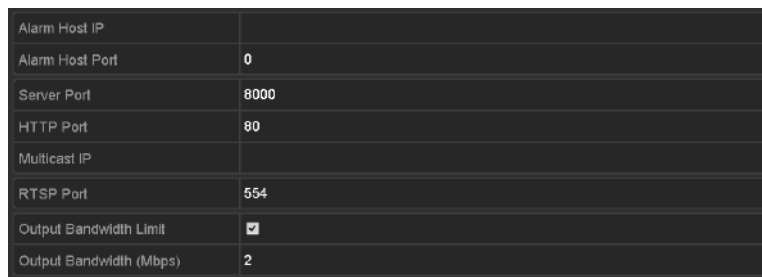 Alarm Host IP
Alarm Host Port 0
Server Port 8000
HTTP Port 80
Multicast IP
RTSP Port 554
Output Bandwidth Limit
Output Bandwidth (Mbps) 2